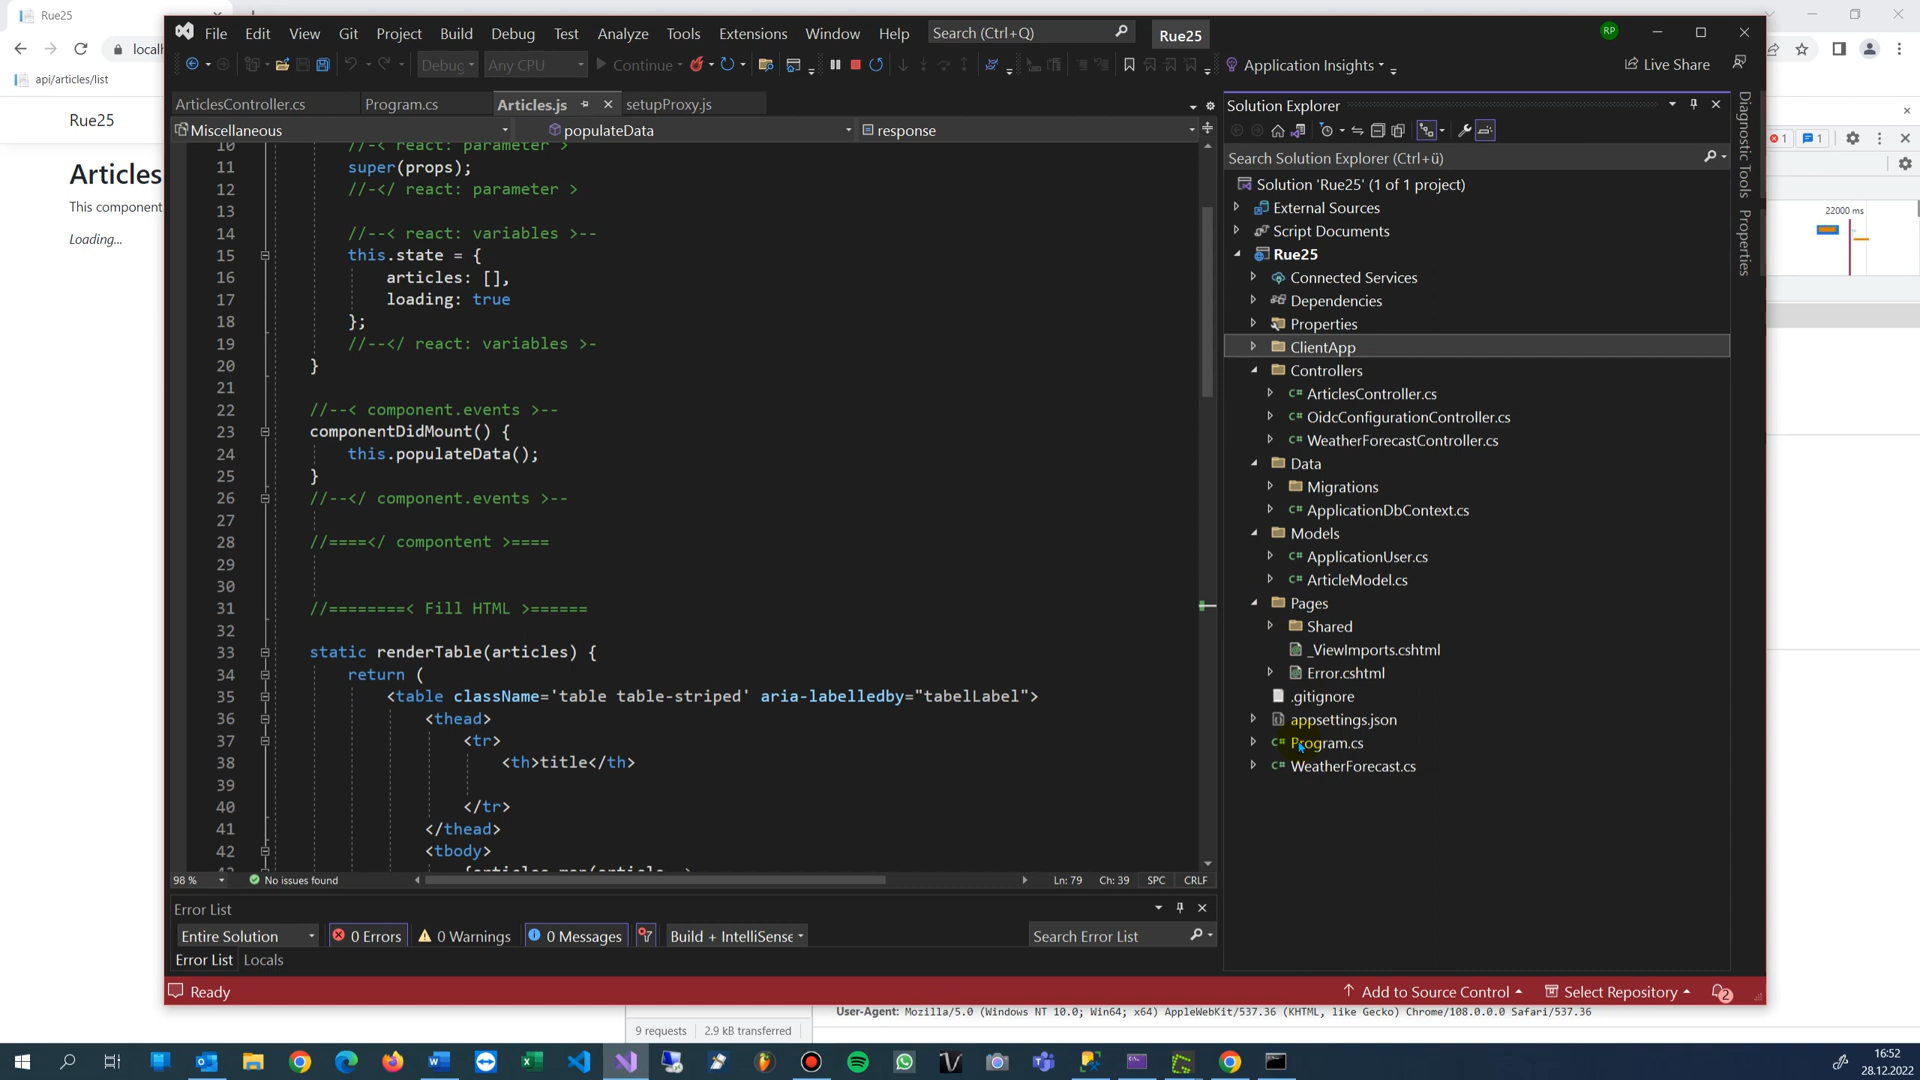 Rue25
localh
api/articles/list
Rue25
Articles
This component
Loading...
File Edit View Git Project Build Debug Test Analyze Tools Extensions Window Help Search (Ctrl+Q) Rue25 RP
Debug Any CPU Continue Application Insights Live Share
ArticlesController.cs Program.cs Articles.js setupProxy.js
Miscellaneous populateData response
10 //-< react: parameter >
11 super(props);
12 //-</ react: parameter >
13
14 //--< react: variables >--
15 this.state = {
16 articles: [],
17 loading: true
18 };
19 //--</ react: variables >-
20 }
21
22 //--< component.events >--
23 componentDidMount() {
24 this.populateData();
25 }
26 //--</ component.events >--
27
28 //====</ compontent >====
29
30
31 //========< Fill HTML >======
32
33 static renderTable(articles) {
34 return (
35 <table className='table table-striped' aria-labelledby="tabelLabel">
36 <thead>
37 <tr>
38 <th>title</th>
39
40 </tr>
41 </thead>
42 <tbody>
98 % No issues found Ln: 79 Ch: 39 SPC CRLF
Error List
Entire Solution 0 Errors 0 Warnings 0 Messages Build + IntelliSense Search Error List
Error List Locals
Ready Add to Source Control Select Repository 2
Solution Explorer
Search Solution Explorer (Ctrl+ü)
Solution 'Rue25' (1 of 1 project)
External Sources
Script Documents
Rue25
Connected Services
Dependencies
Properties
ClientApp
Controllers
ArticlesController.cs
OidcConfigurationController.cs
WeatherForecastController.cs
Data
Migrations
ApplicationDbContext.cs
Models
ApplicationUser.cs
ArticleModel.cs
Pages
Shared
_ViewImports.cshtml
Error.cshtml
.gitignore
appsettings.json
Program.cs
WeatherForecast.cs
Diagnostic Tools
Properties
1 1
22000 ms
User-Agent: Mozilla/5.0 (Windows NT 10.0; Win64; x64) AppleWebKit/537.36 (KHTML, like Gecko) Chrome/108.0.0.0 Safari/537.36
9 requests 2.9 kB transferred
16:52
28.12.2022